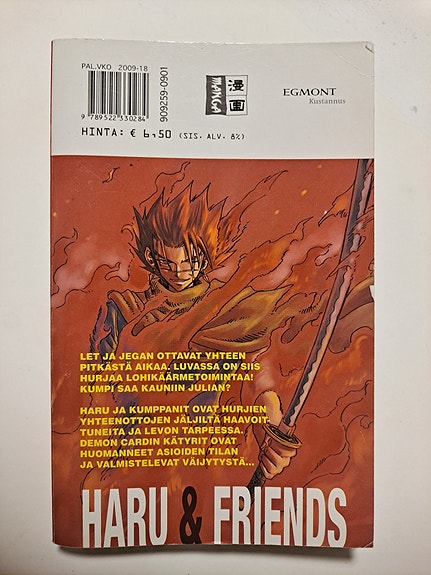 PAL.VKO 2009-18
9 789522 330284
909259-0901
漫画
MANGA
EGMONT
Kustannus
HINTA: € 6,50 (SIS. ALV. 8%)
LET JA JEGAN OTTAVAT YHTEEN
PITKÄSTÄ AIKAA. LUVASSA ON SIIS
HURJAA LOHIKÄÄRMETOIMINTAA!
KUMPI SAA KAUNIIN JULIAN?
HARU JA KUMPPANIT OVAT HURJIEN
YHTEENOTTOJEN JÄLJILTÄ HAAVOIT-
TUNEITA JA LEVON TARPEESSA.
DEMON CARDIN KÄTYRIT OVAT
HUOMANNEET ASIOIDEN TILAN
JA VALMISTELEVAT VÄIJYTYSTÄ...
HARU & FRIENDS